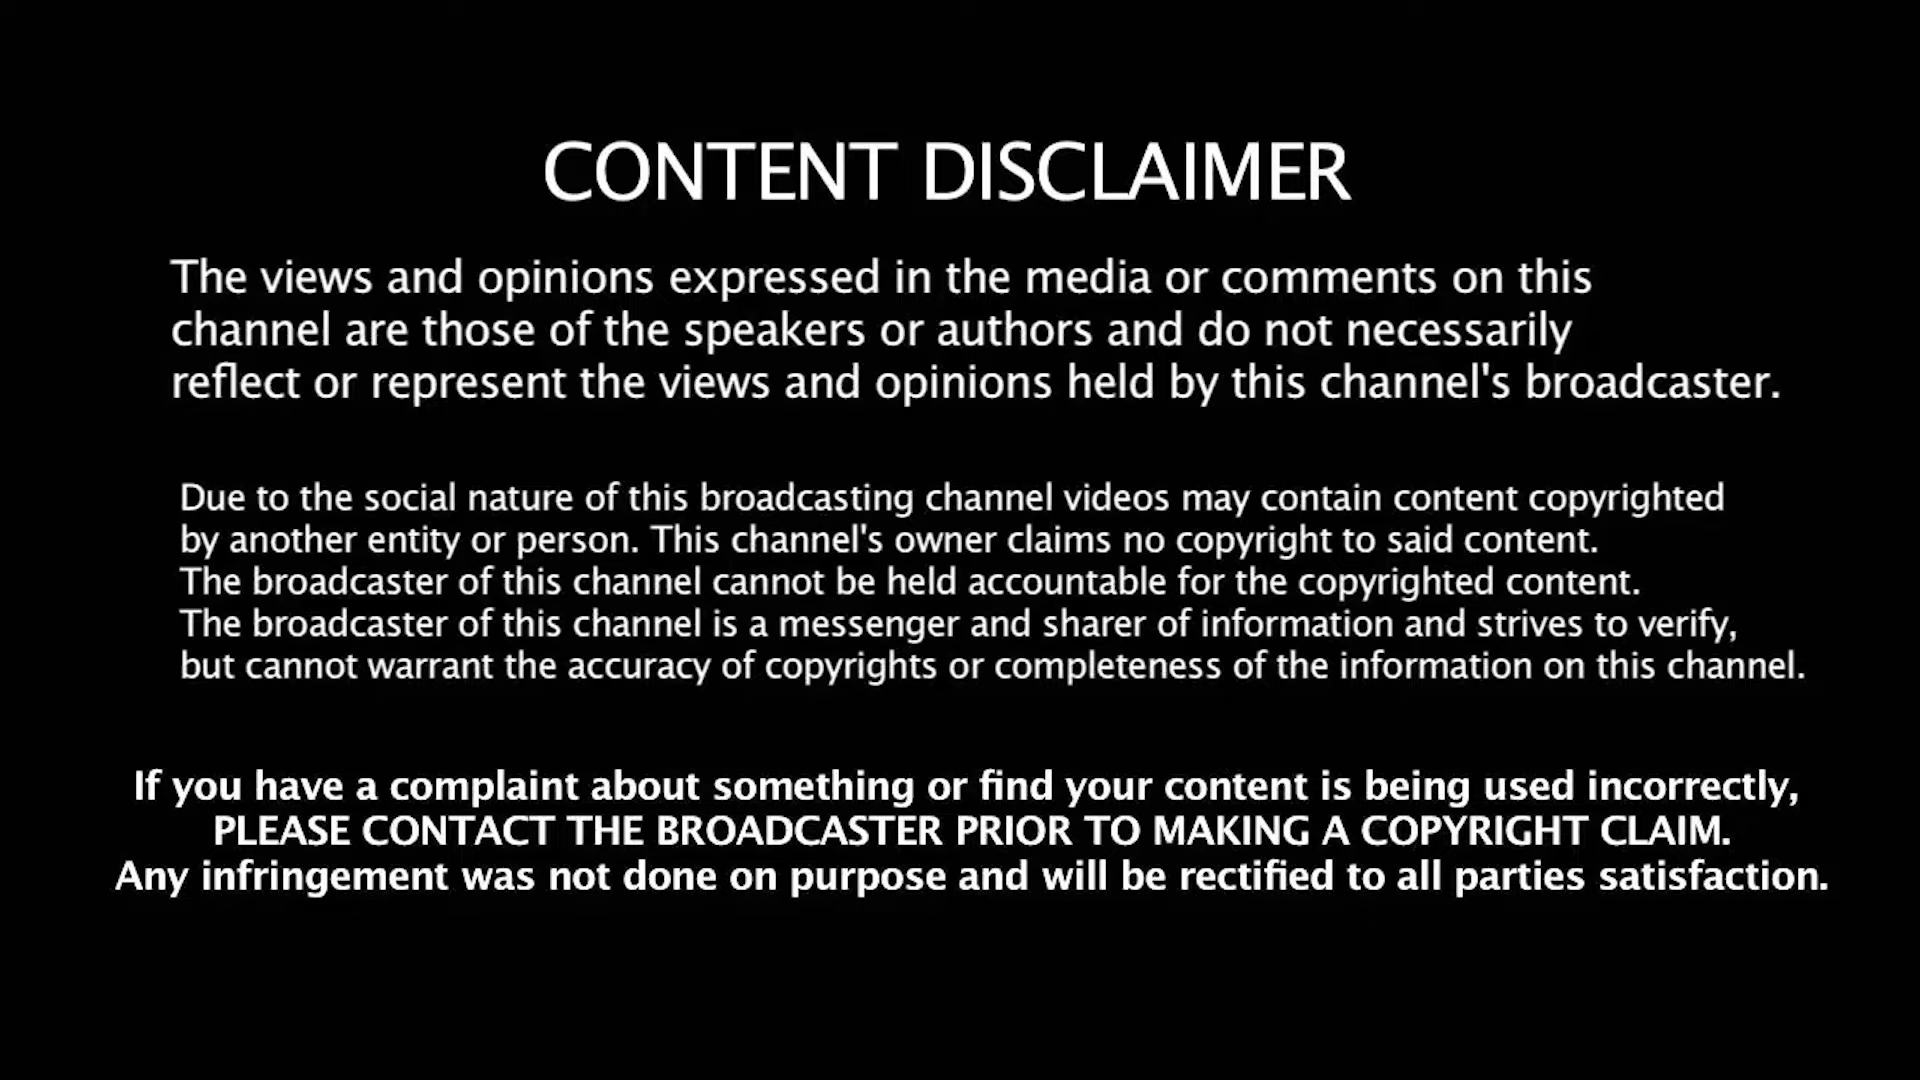 CONTENT DISCLAIMER
The views and opinions expressed in the media or comments on this
channel are those of the speakers or authors and do not necessarily
reflect or represent the views and opinions held by this channel's broadcaster.
Due to the social nature of this broadcasting channel videos may contain content copyrighted
by another entity or person. This channel's owner claims no copyright to said content.
The broadcaster of this channel cannot be held accountable for the copyrighted content.
The broadcaster of this channel is a messenger and sharer of information and strives to verify,
but cannot warrant the accuracy of copyrights or completeness of the information on this channel.
If you have a complaint about something or find your content is being used incorrectly,
PLEASE CONTACT THE BROADCASTER PRIOR TO MAKING A COPYRIGHT CLAIM.
Any infringement was not done on purpose and will be rectified to all parties satisfaction.